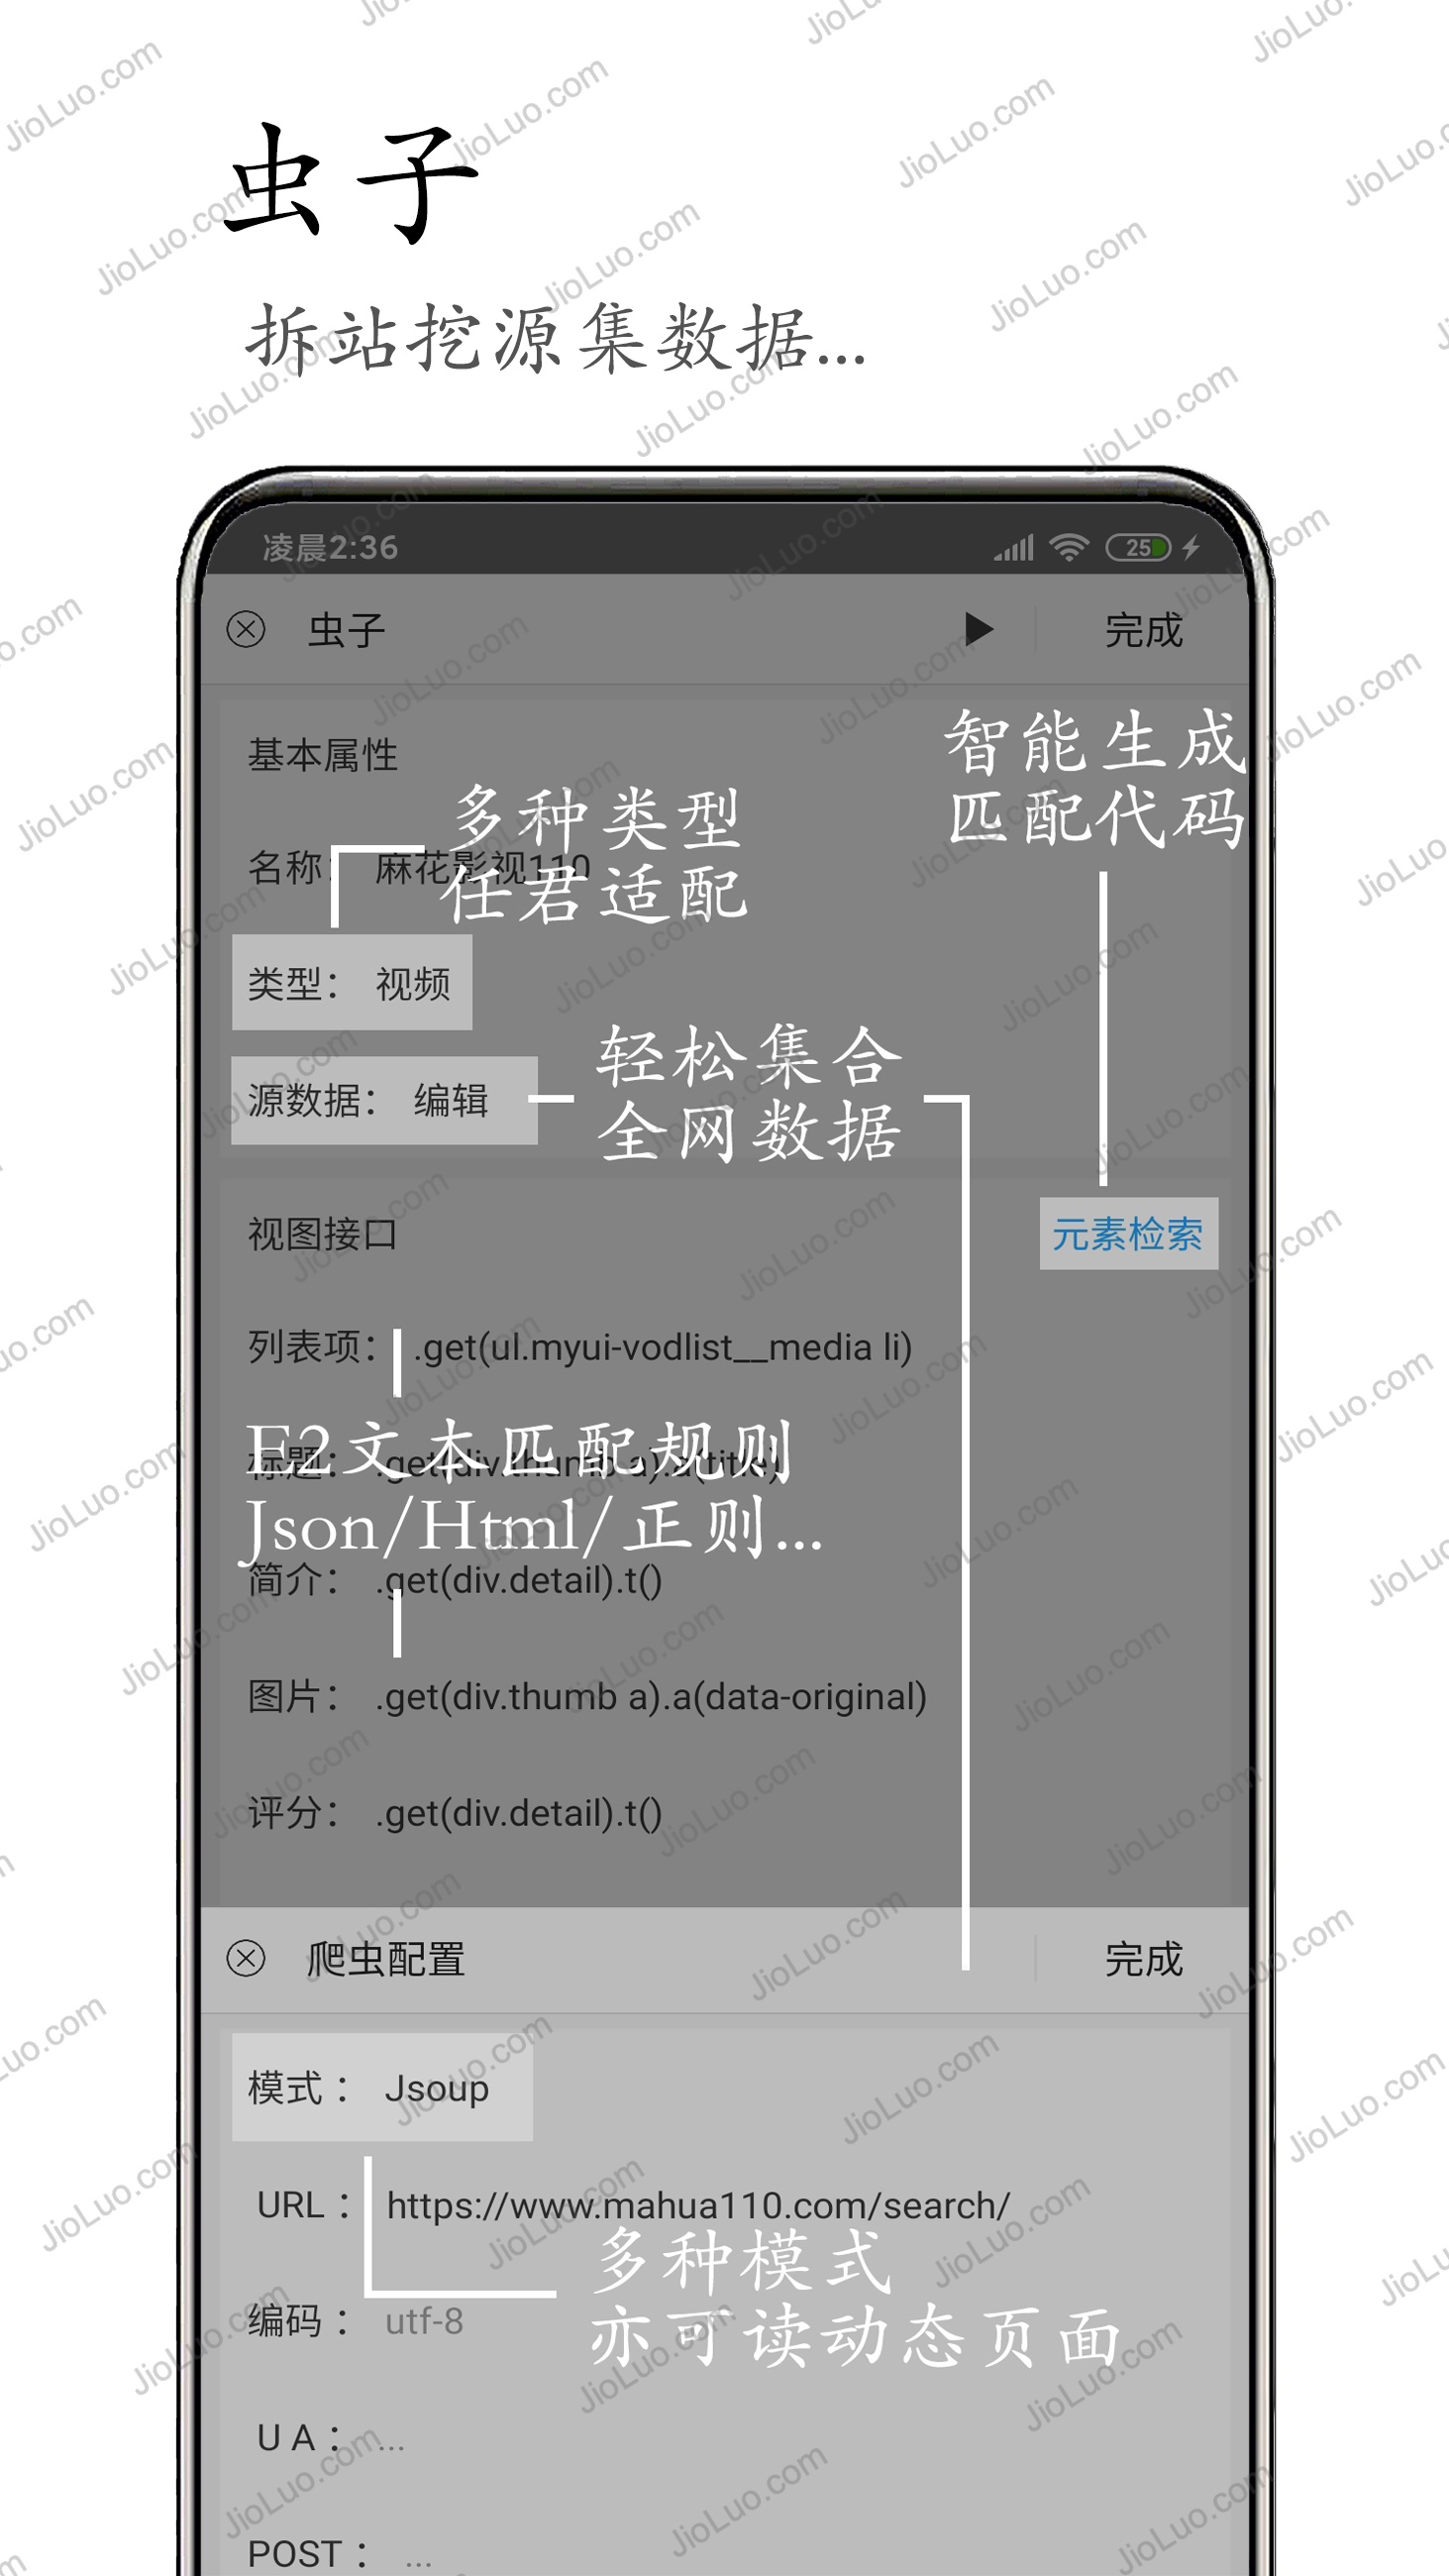 虫子
拆站挖源集数据...
凌晨2:36
25
虫子
完成
基本属性
智能生成
匹配代码
多种类型
任君适配
名称： 麻花影视110
类型： 视频
源数据： 编辑
轻松集合
全网数据
视图接口
元素检索
列表项： .get(ul.myui-vodlist__media li)
E2文本匹配规则
标题： .get(div.thumb a).a(title)
Json/Html/正则...
简介： .get(div.detail).t()
图片： .get(div.thumb a).a(data-original)
评分： .get(div.detail).t()
爬虫配置
完成
模式： Jsoup
URL： https://www.mahua110.com/search/
多种模式
亦可读动态页面
编码： utf-8
U A： ...
POST： ...
JioLuo.com